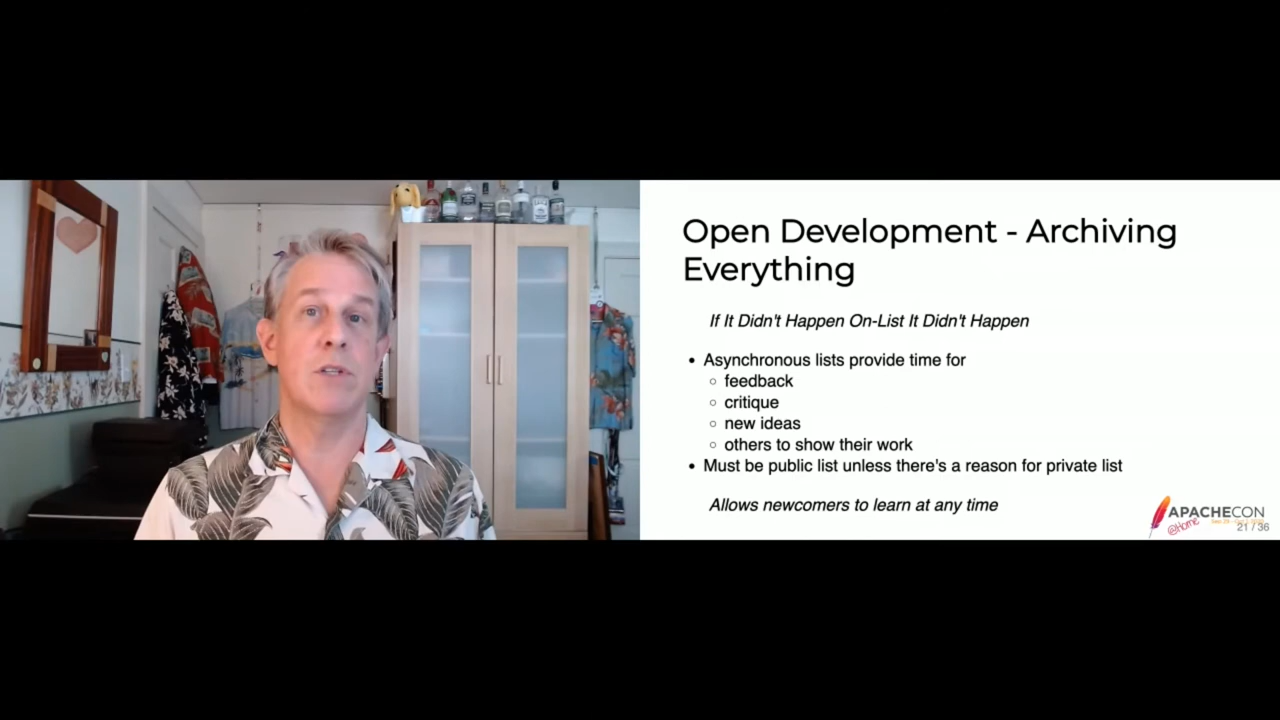 Open Development - Archiving
Everything
If It Didn't Happen On-List It Didn't Happen
• Asynchronous lists provide time for
○ feedback
○ critique
○ new ideas
○ others to show their work
• Must be public list unless there's a reason for private list
Allows newcomers to learn at any time
APACHECON
@Home
21 / 36